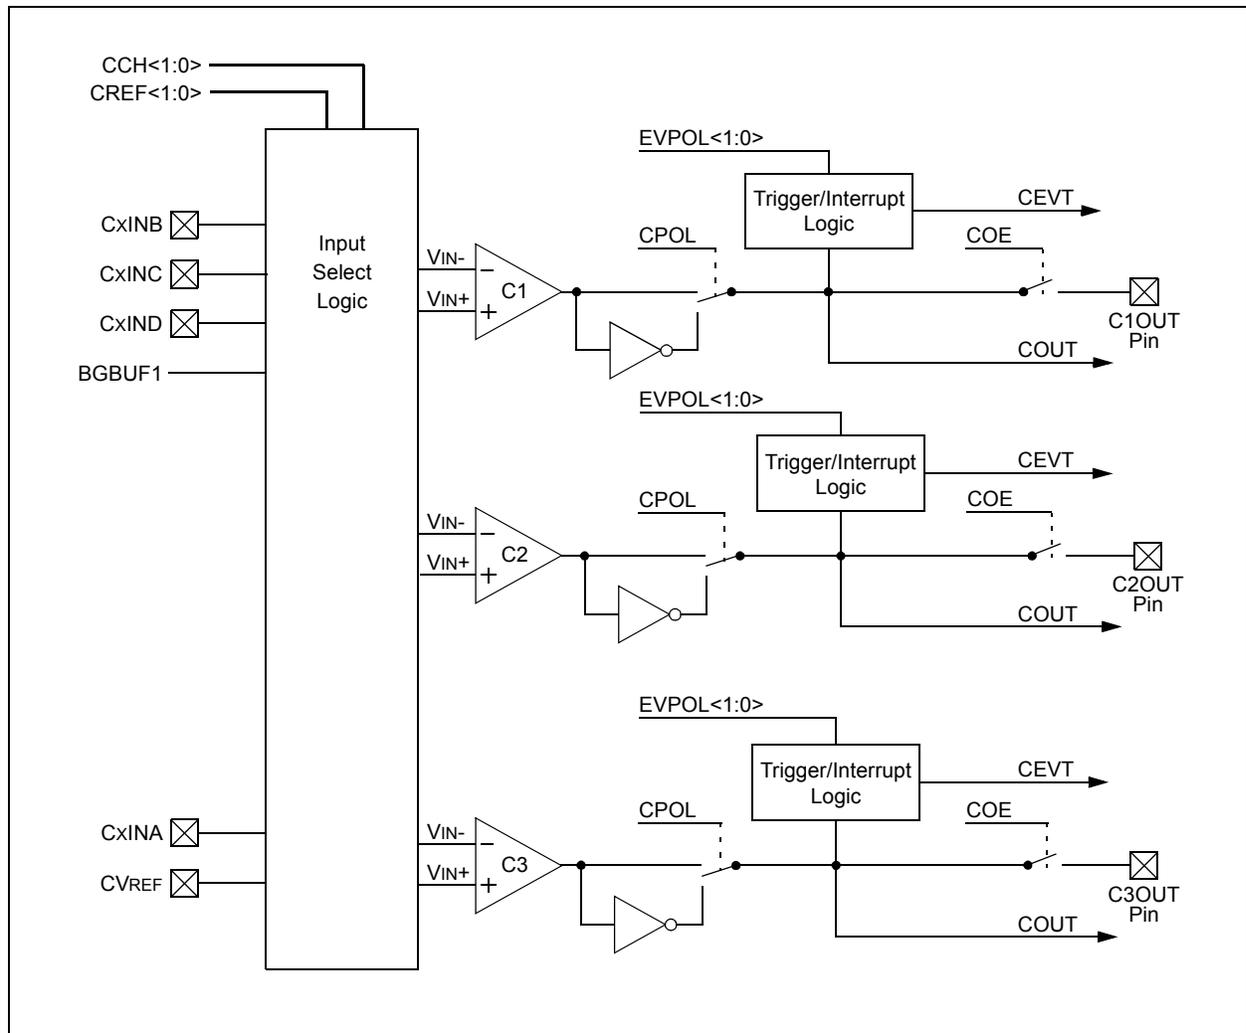 CCH<1:0>
CREF<1:0>
CXINB
CXINC
CXIND
BGBUF1
CXINA
CVREF
Input
Select
Logic
EVPOL<1:0>
Trigger/Interrupt
Logic
CEVT
CPOL
COE
VIN-
VIN+
−
+
C1
C1OUT
Pin
COUT
EVPOL<1:0>
Trigger/Interrupt
Logic
CEVT
CPOL
COE
VIN-
VIN+
−
+
C2
C2OUT
Pin
COUT
EVPOL<1:0>
Trigger/Interrupt
Logic
CEVT
CPOL
COE
VIN-
VIN+
−
+
C3
C3OUT
Pin
COUT